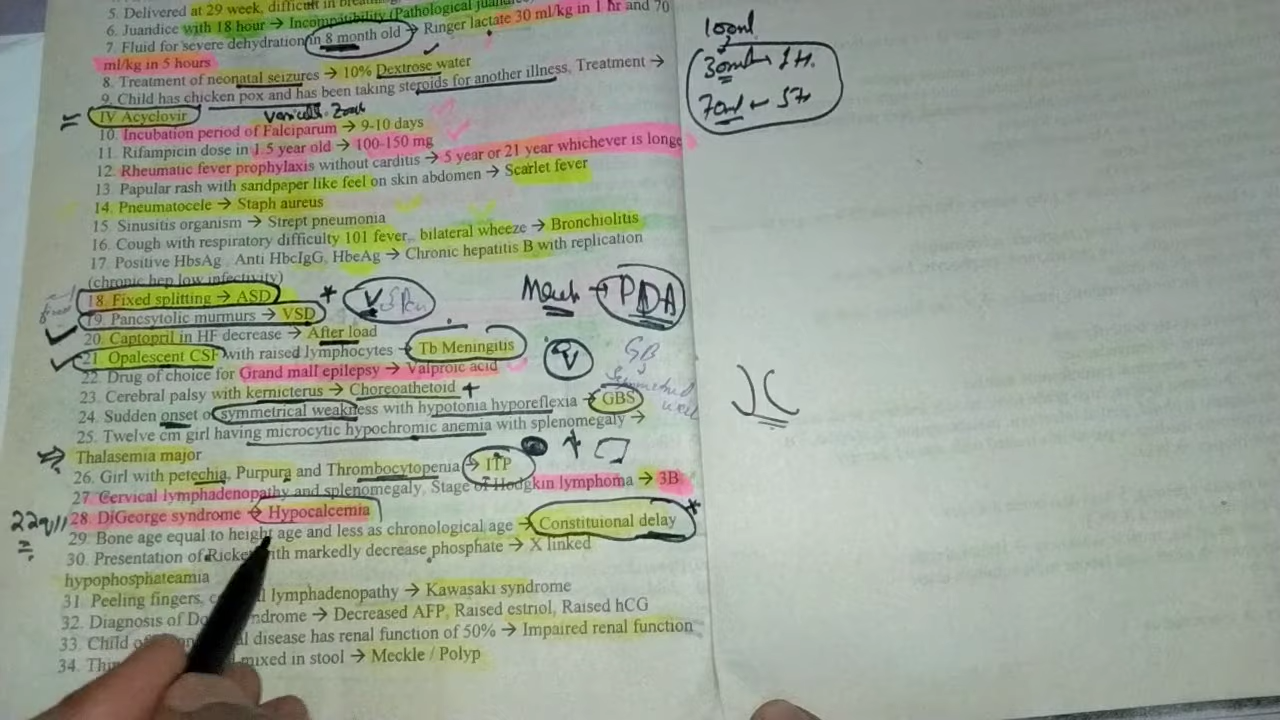 5. Delivered at 29 week, difficult in
6. Juandice with 18 hour → Incompatibility (Pathological juandice)
7. Fluid for severe dehydration in 8 month old → Ringer lactate 30 ml/kg in 1 hr and 70
ml/kg in 5 hours
8. Treatment of neonatal seizures → 10% Dextrose water
9. Child has chicken pox and has been taking steroids for another illness, Treatment →
IV Acyclovir
10. Incubation period of Falciparum → 9-10 days
11. Rifampicin dose in 1.5 year old → 100-150 mg
12. Rheumatic fever prophylaxis without carditis → 5 year or 21 year whichever is longe
13. Papular rash with sandpaper like feel on skin abdomen → Scarlet fever
14. Pneumatocele → Staph aureus
15. Sinusitis organism → Strept pneumonia
16. Cough with respiratory difficulty 101 fever, bilateral wheeze → Bronchiolitis
17. Positive HbsAg, Anti HbcIgG, HbeAg → Chronic hepatitis B with replication
(chronic hep low infectivity)
18. Fixed splitting → ASD
19. Pancsytolic murmurs → VSD
20. Captopril in HF decrease → After load
21. Opalescent CSF with raised lymphocytes → Tb Meningitis
22. Drug of choice for Grand mall epilepsy → Valproic acid
23. Cerebral palsy with kernicterus → Choreoathetoid
24. Sudden onset of symmetrical weakness with hypotonia hyporeflexia → GBS
25. Twelve cm girl having microcytic hypochromic anemia with splenomegaly →
Thalasemia major
26. Girl with petechia, Purpura and Thrombocytopenia → ITP
27. Cervical lymphadenopathy and splenomegaly, Stage of Hodgkin lymphoma → 3B
28. DiGeorge syndrome → Hypocalcemia
29. Bone age equal to height age and less as chronological age → Constituional delay
30. Presentation of Ricket with markedly decrease phosphate → X linked
hypophosphateamia
31. Peeling fingers, lymphadenopathy → Kawasaki syndrome
32. Diagnosis of Do syndrome → Decreased AFP, Raised estriol, Raised hCG
33. Child of disease has renal function of 50% → Impaired renal function
34. mixed in stool → Meckle / Polyp
100ml
30ml 1 H.
70ml 5 H
→ PDA
V
GB
22q11